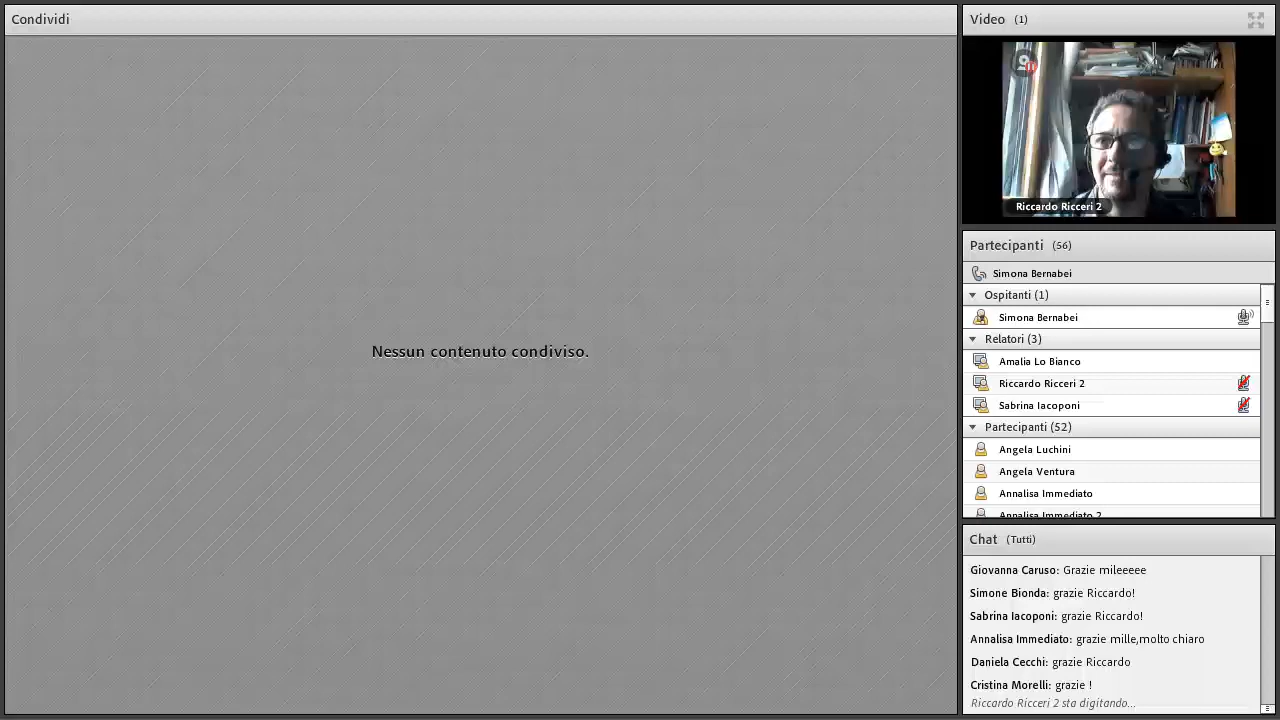 Condividi
Nessun contenuto condiviso.
Video (1)
Riccardo Ricceri 2
Partecipanti (56)
Simona Bernabei
Ospitanti (1)
Simona Bernabei
Relatori (3)
Amalia Lo Bianco
Riccardo Ricceri 2
Sabrina Iacoponi
Partecipanti (52)
Angela Luchini
Angela Ventura
Annalisa Immediato
Annalisa Immediato 2
Chat (Tutti)
Giovanna Caruso: Grazie mileeeee
Simone Bionda: grazie Riccardo!
Sabrina Iacoponi: grazie Riccardo!
Annalisa Immediato: grazie mille,molto chiaro
Daniela Cecchi: grazie Riccardo
Cristina Morelli: grazie !
Riccardo Ricceri 2 sta digitando...